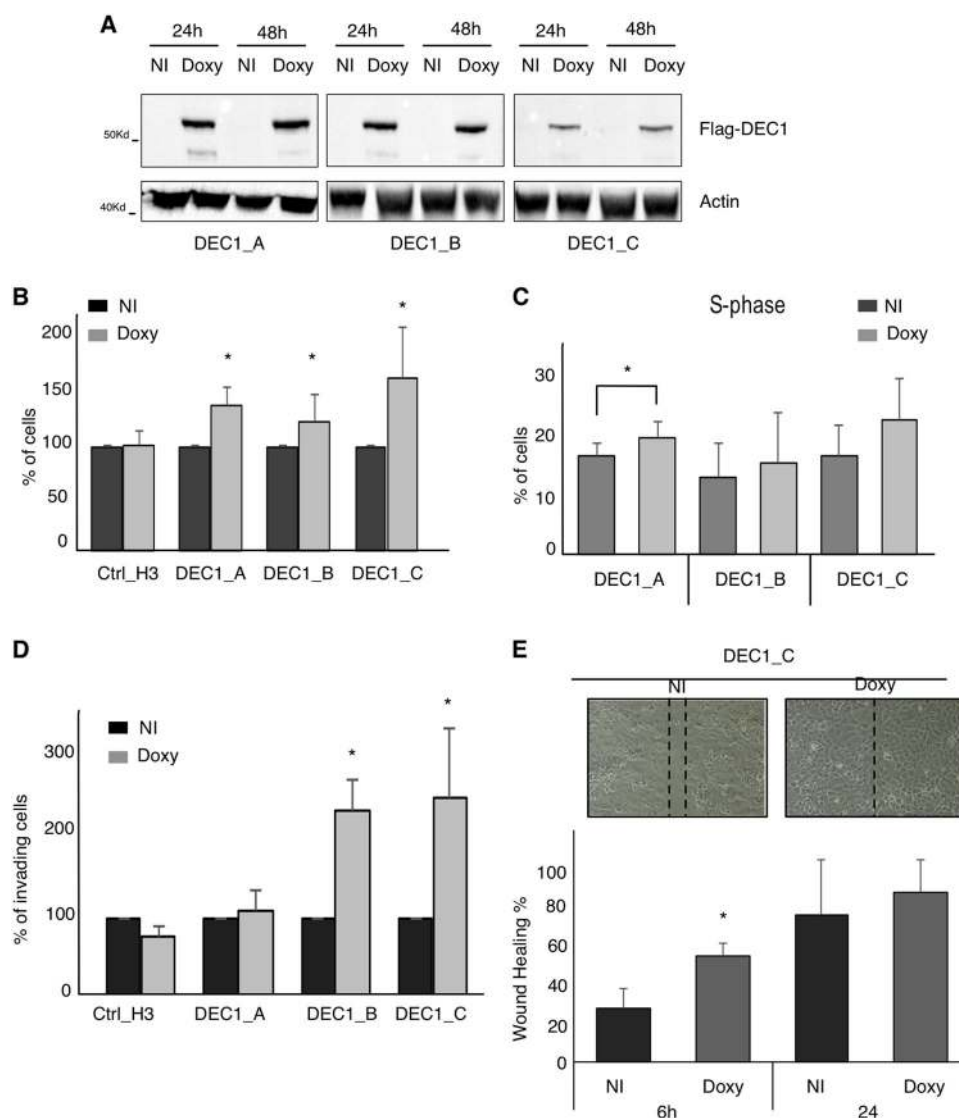 A
24h 48h 24h 48h 24h 48h
NI Doxy NI Doxy NI Doxy NI Doxy NI Doxy NI Doxy
50Kd
Flag-DEC1
40Kd
Actin
DEC1_A DEC1_B DEC1_C
B
NI
Doxy
200
150
100
50
0
% of cells
*
*
*
Ctrl_H3 DEC1_A DEC1_B DEC1_C
C
S-phase
NI
Doxy
30
20
10
0
% of cells
*
DEC1_A DEC1_B DEC1_C
D
NI
Doxy
300
200
100
0
% of invading cells
*
*
Ctrl_H3 DEC1_A DEC1_B DEC1_C
E
DEC1_C
NI Doxy
100
80
60
40
20
0
Wound Healing %
*
NI Doxy NI Doxy
6h 24